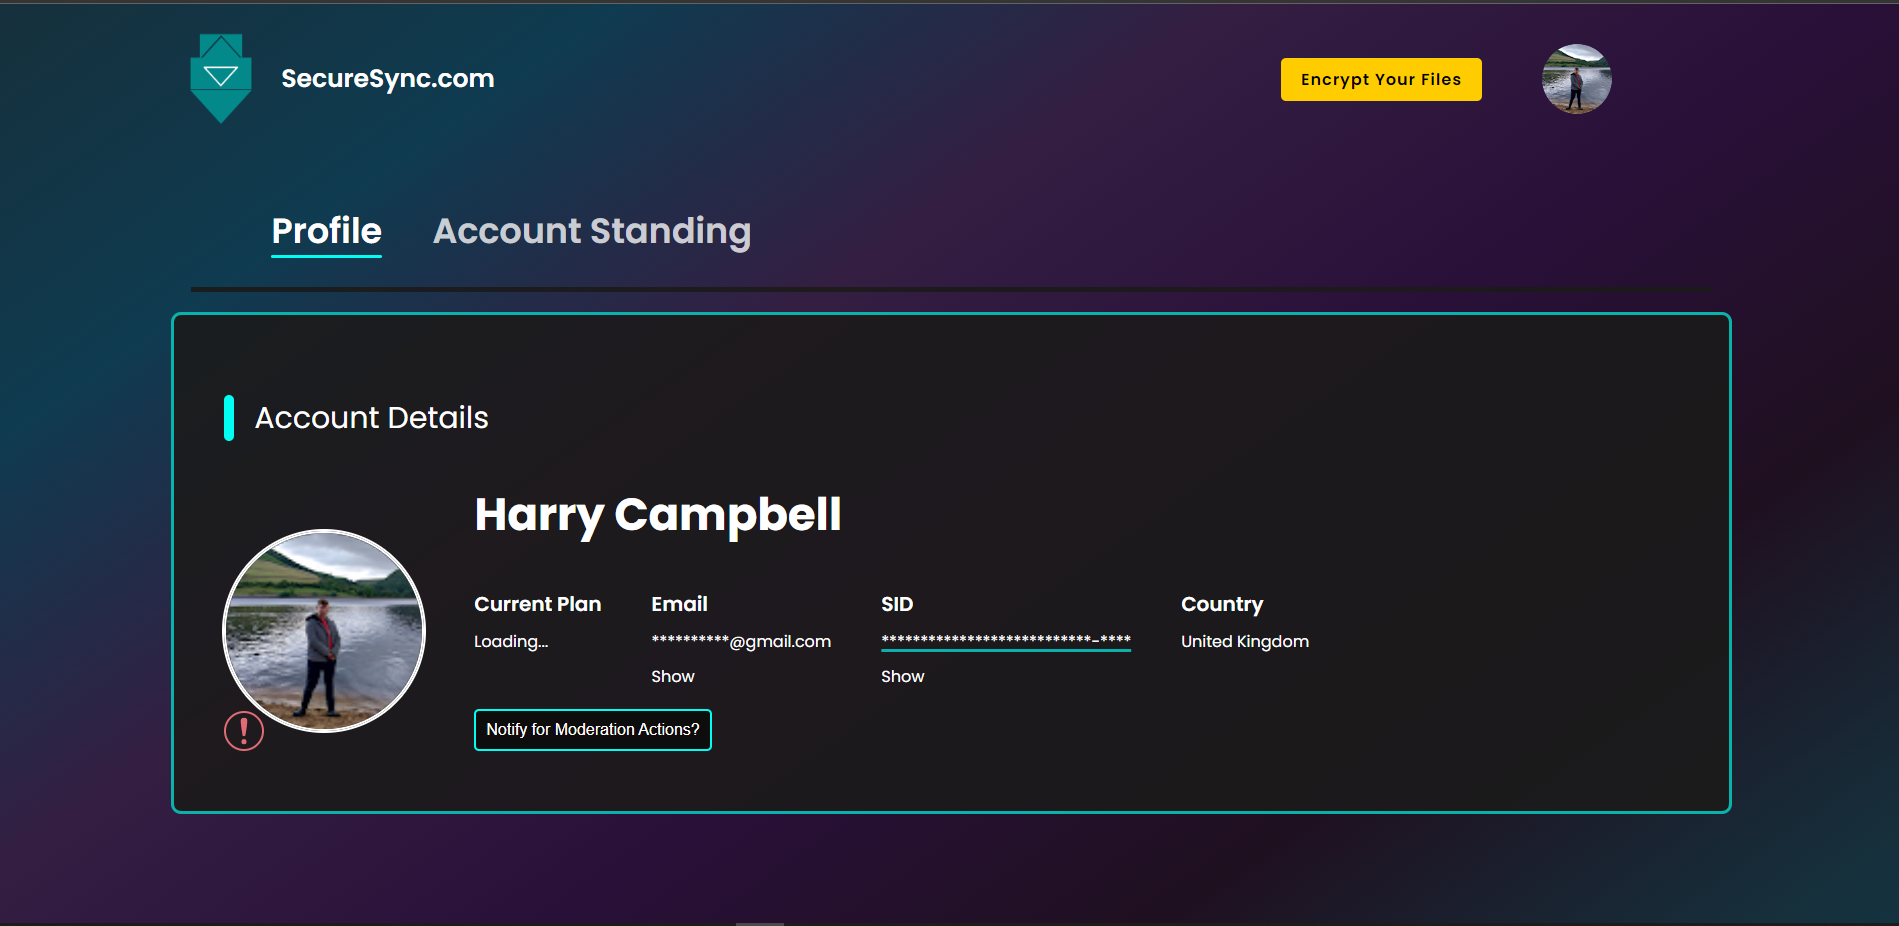 SecureSync.com
Encrypt Your Files
Profile
Account Standing
Account Details
Harry Campbell
Current Plan
Loading...
Email
**********@gmail.com
Show
SID
***************************-****
Show
Country
United Kingdom
Notify for Moderation Actions?
!